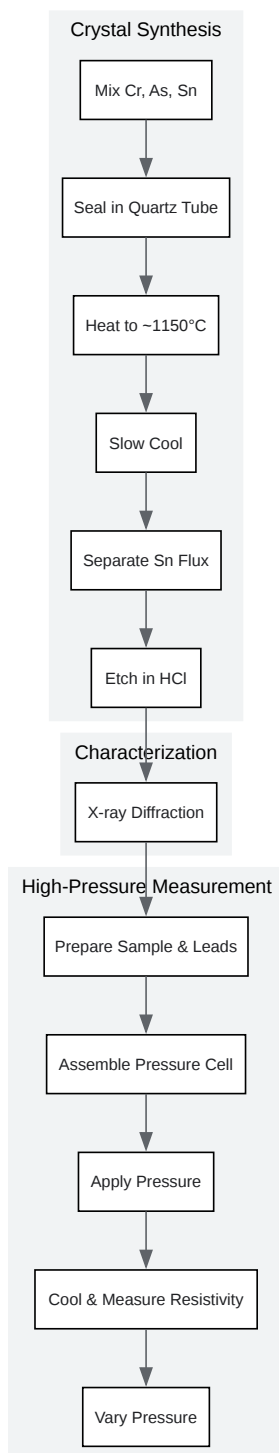 Crystal Synthesis
Mix Cr, As, Sn
Seal in Quartz Tube
Heat to ~1150°C
Slow Cool
Separate Sn Flux
Etch in HCl
Characterization
X-ray Diffraction
High-Pressure Measurement
Prepare Sample & Leads
Assemble Pressure Cell
Apply Pressure
Cool & Measure Resistivity
Vary Pressure